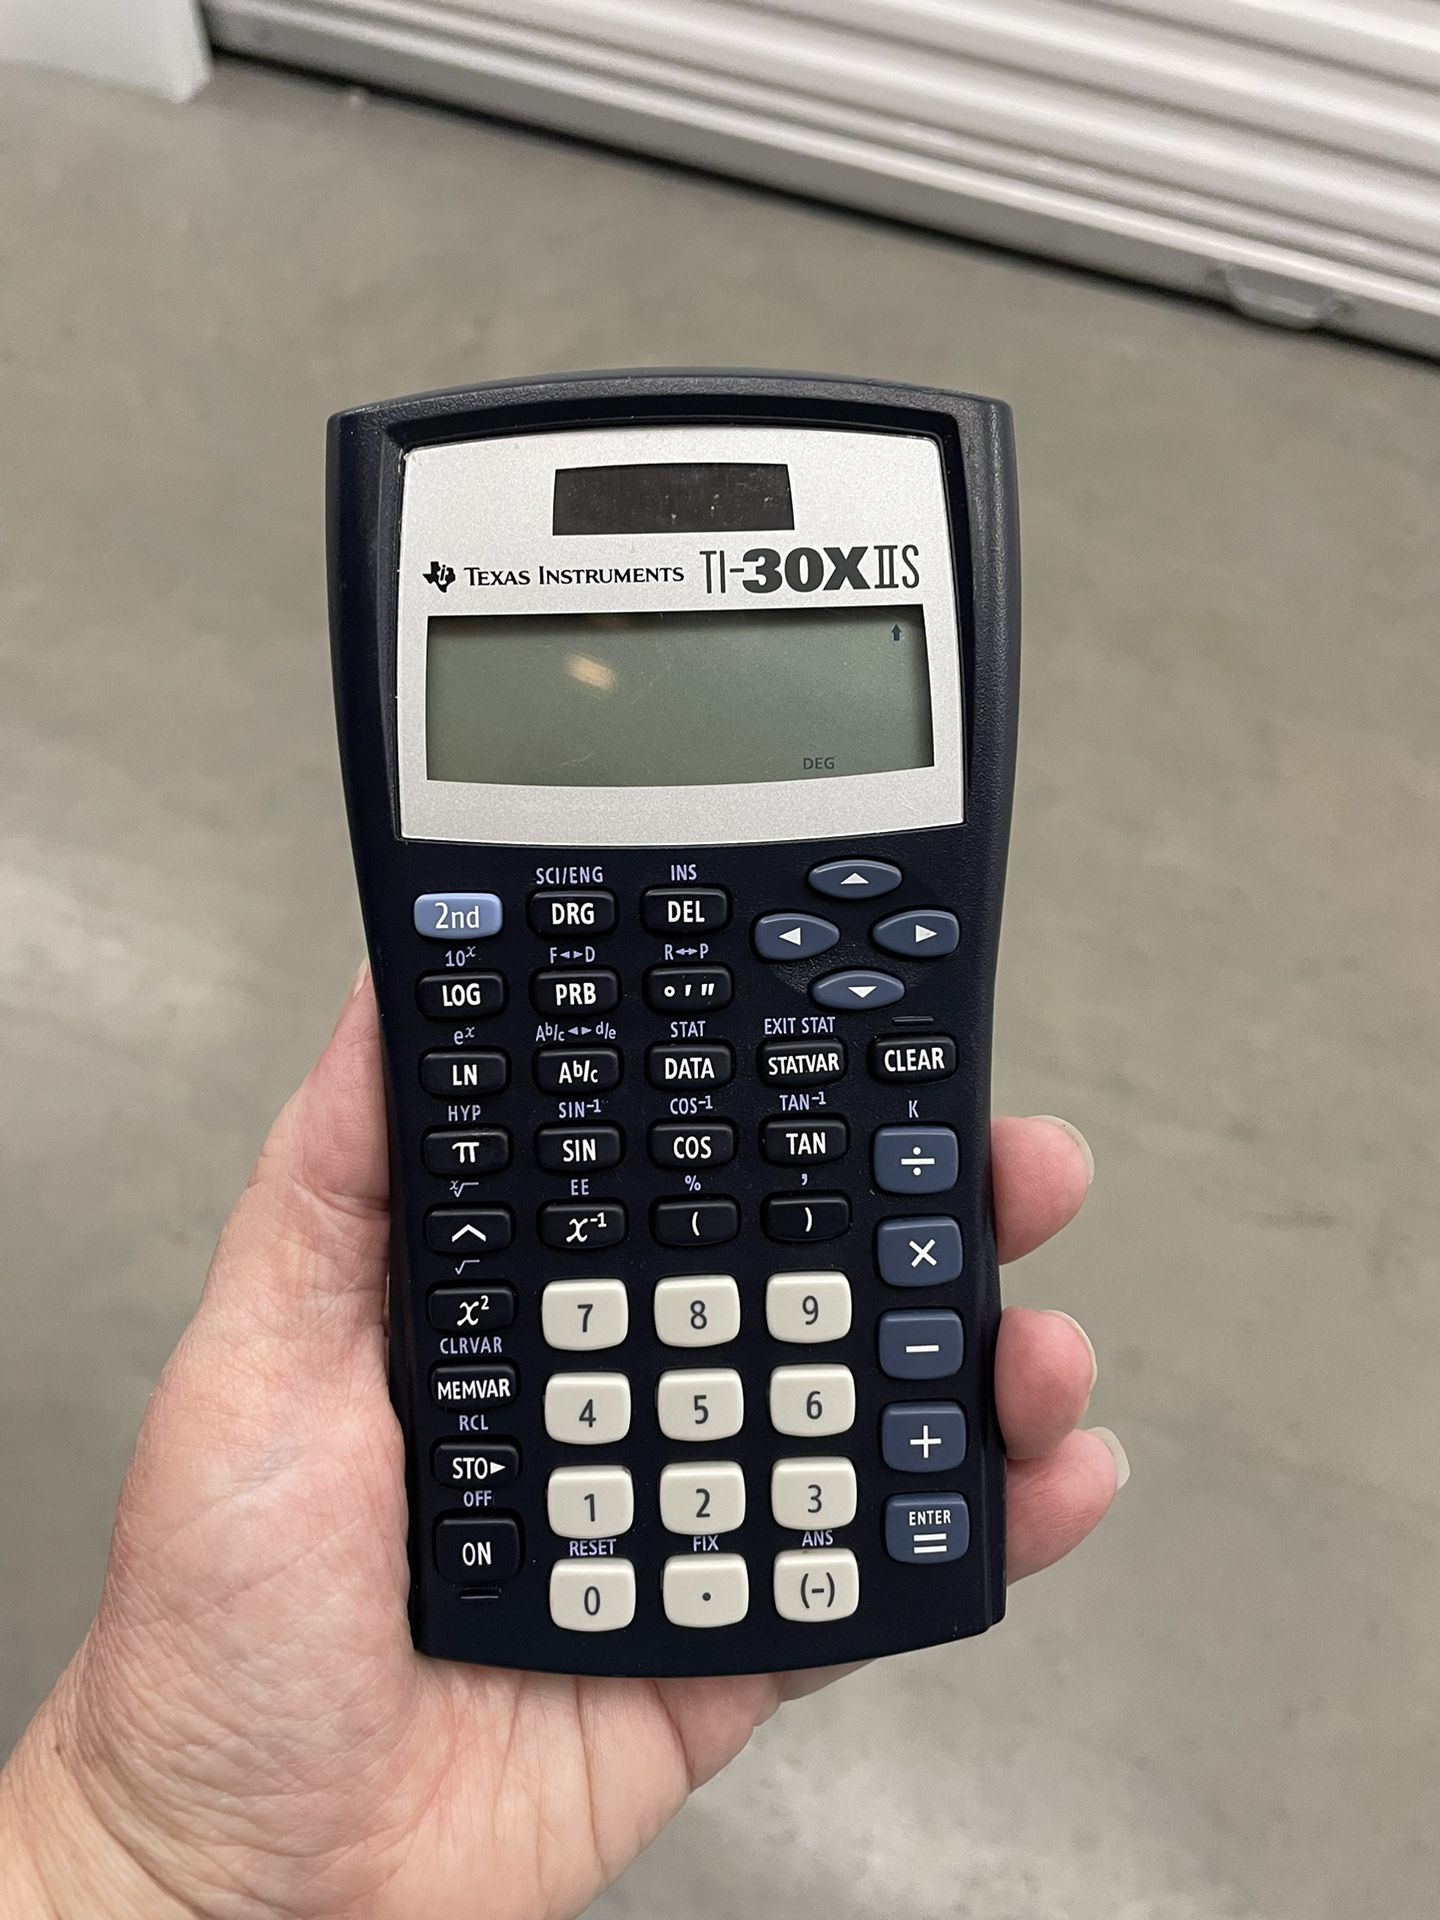 TEXAS INSTRUMENTS TI-30X IIS
DEG
SCI/ENG INS
2nd DRG DEL
10ˣ F◄►D R◄►P
LOG PRB ° ' "
eˣ Ab/c◄►d/e STAT EXIT STAT
LN Ab/c DATA STATVAR CLEAR
HYP SIN⁻¹ COS⁻¹ TAN⁻¹ K
π SIN COS TAN ÷
ˣ√ EE % ,
^ x⁻¹ ( ) ×
√
x² 7 8 9
CLRVAR −
MEMVAR 4 5 6
RCL +
STO► 1 2 3
OFF RESET FIX ANS ENTER
ON 0 . (-) =